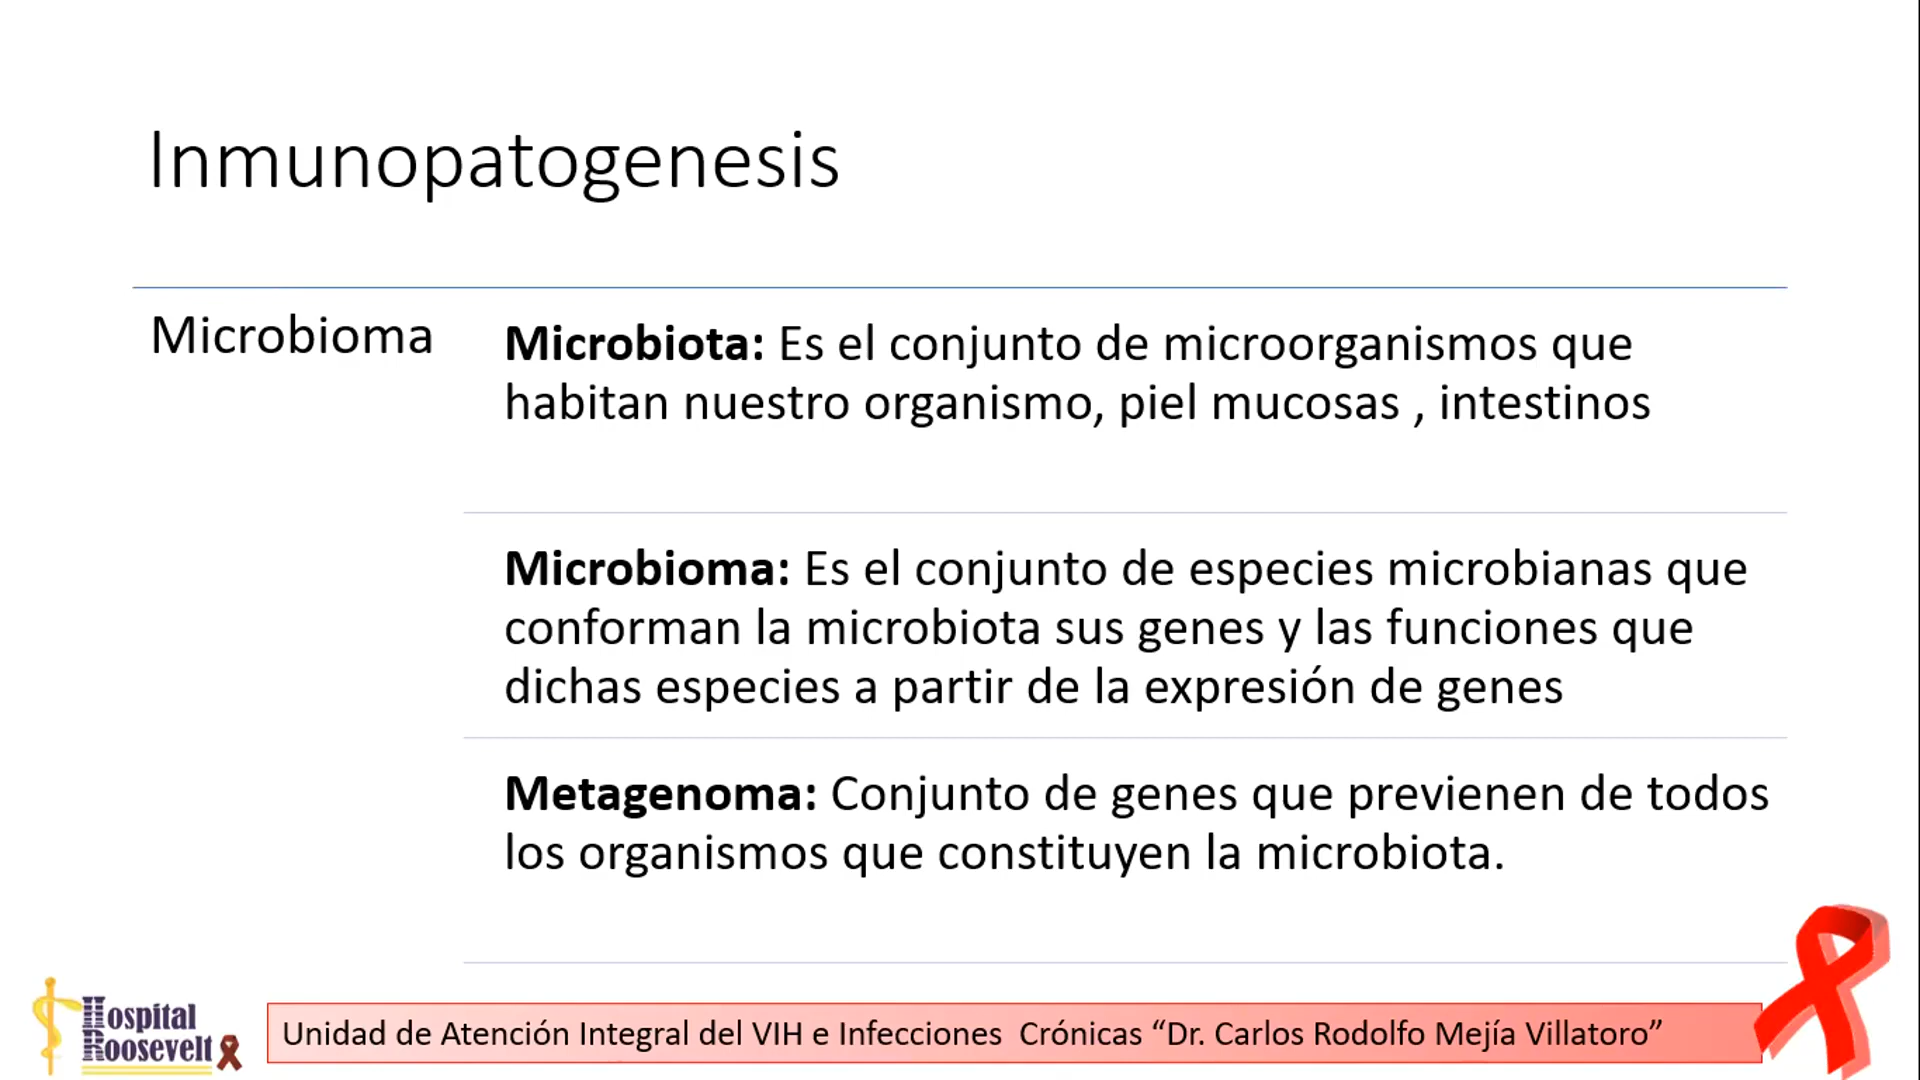 Inmunopatogenesis
Microbioma
Microbiota: Es el conjunto de microorganismos que
habitan nuestro organismo, piel mucosas , intestinos
Microbioma: Es el conjunto de especies microbianas que
conforman la microbiota sus genes y las funciones que
dichas especies a partir de la expresión de genes
Metagenoma: Conjunto de genes que previenen de todos
los organismos que constituyen la microbiota.
Hospital
Roosevelt
Unidad de Atención Integral del VIH e Infecciones Crónicas “Dr. Carlos Rodolfo Mejía Villatoro”